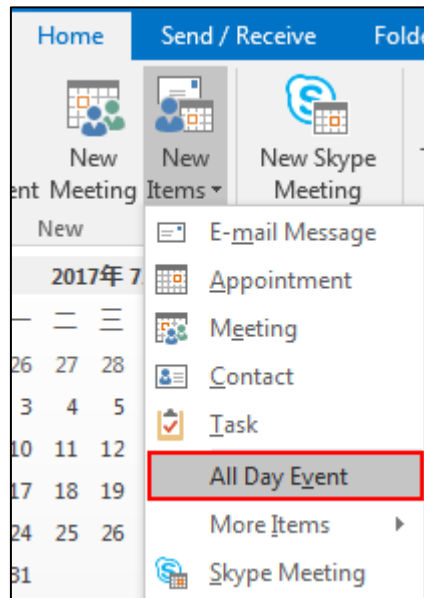 Home Send / Receive Folde
New New New Skype
ent Meeting Items Meeting
New
E-mail Message
2017年 7
Appointment
一 二 三
Meeting
26 27 28
Contact
3 4 5
Task
10 11 12
All Day Event
17 18 19
More Items
24 25 26
Skype Meeting
31